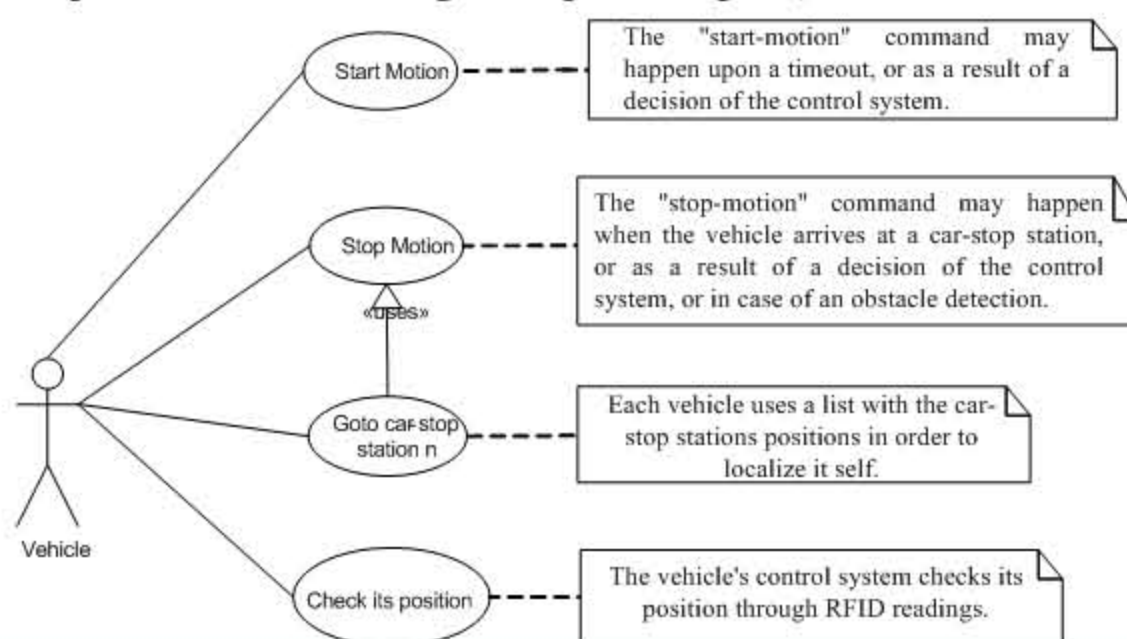 Start Motion
The "start-motion" command may
happen upon a timeout, or as a result of a
decision of the control system.
Stop Motion
The "stop-motion" command may happen
when the vehicle arrives at a car-stop station,
or as a result of a decision of the control
system, or in case of an obstacle detection.
«uses»
Goto car-stop
station n
Each vehicle uses a list with the car-
stop stations positions in order to
localize it self.
Vehicle
Check its position
The vehicle's control system checks its
position through RFID readings.